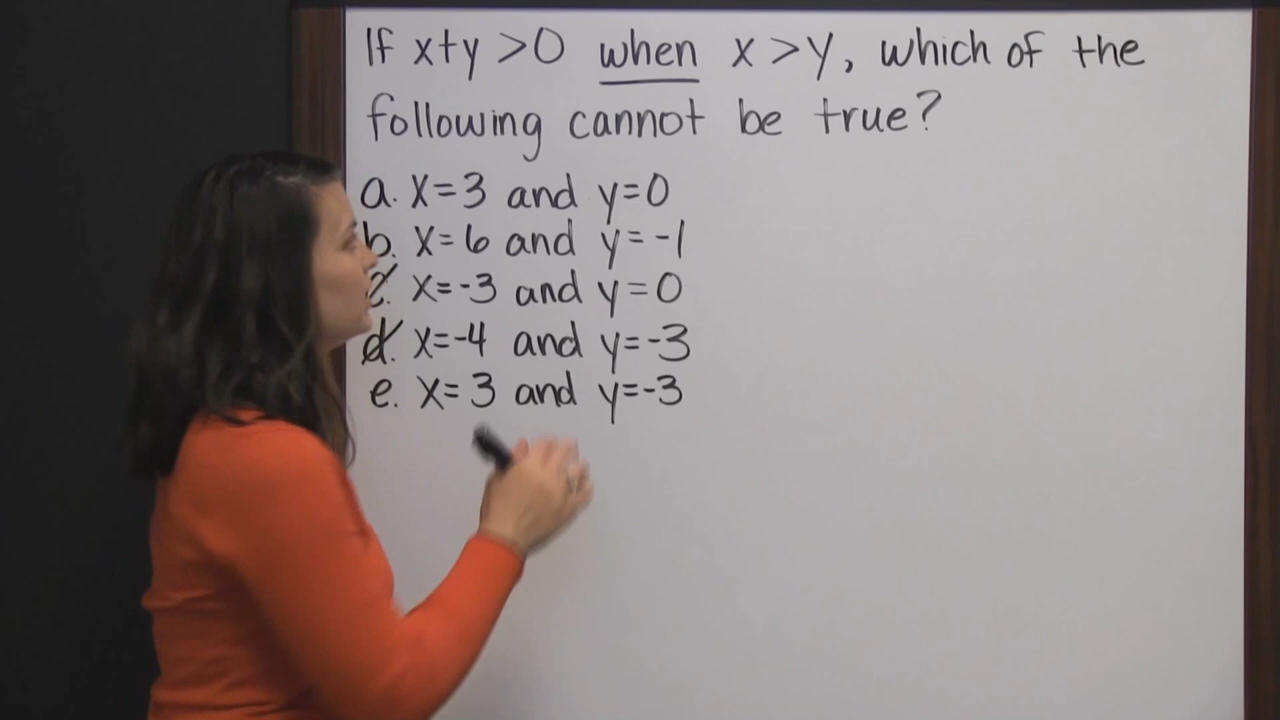 If x+y >0 when x >y, which of the
following cannot be true?
a. x=3 and y=0
b. x=6 and y= -1
c. x=-3 and y=0
d. x=-4 and y=-3
e. x= 3 and y=-3